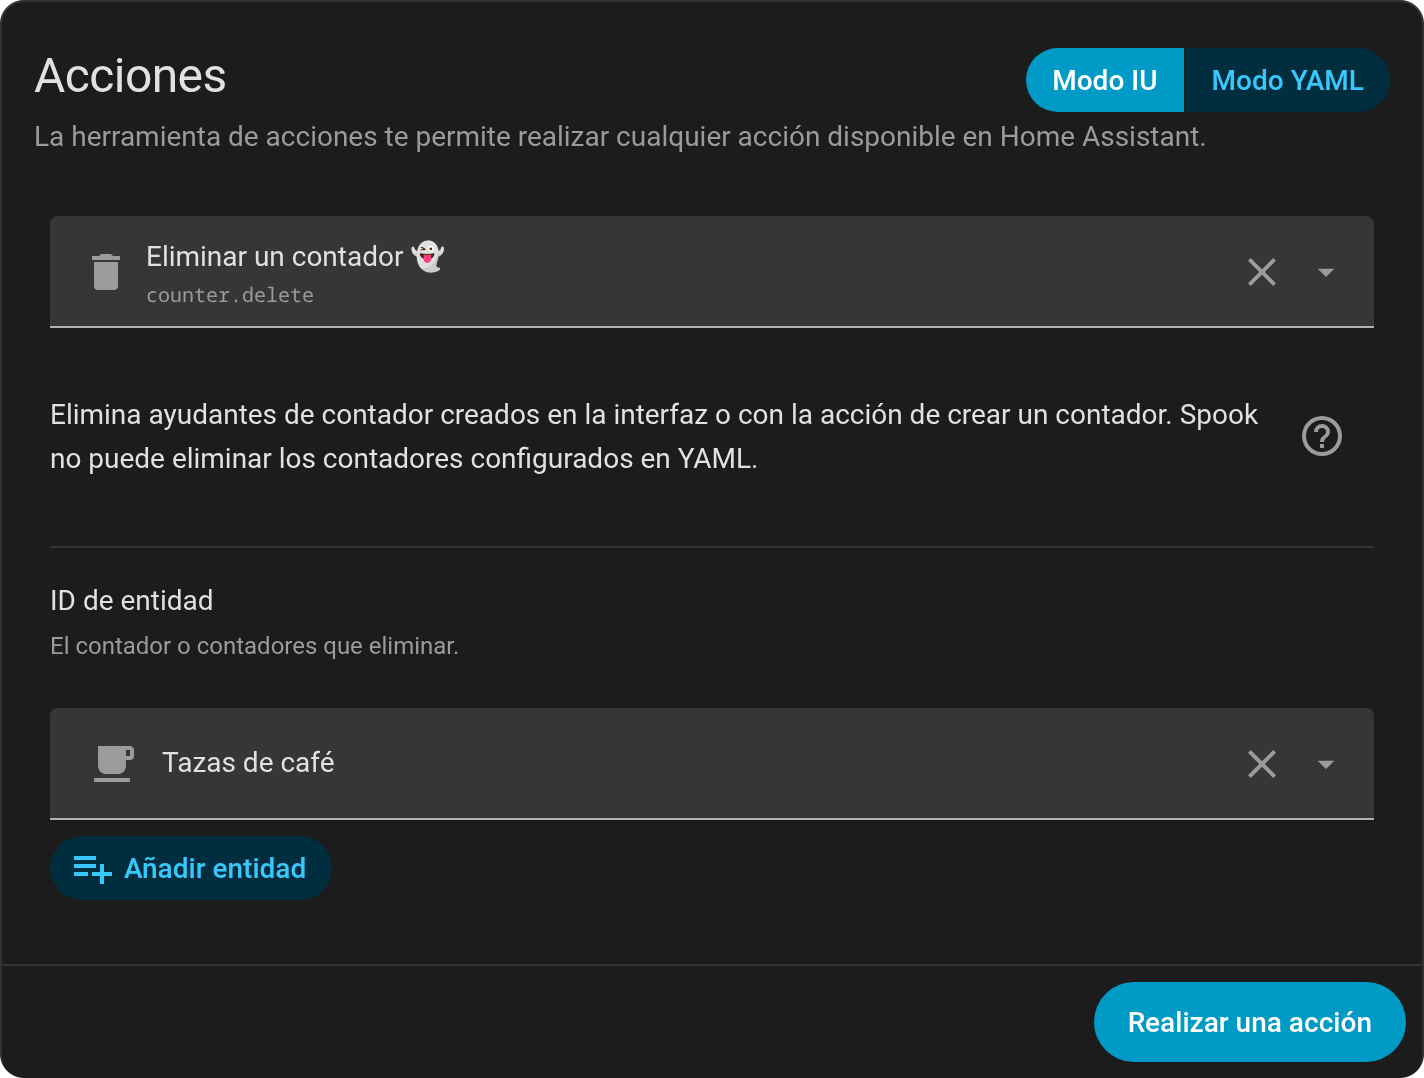 Acciones
Modo IU
Modo YAML
La herramienta de acciones te permite realizar cualquier acción disponible en Home Assistant.
Eliminar un contador 👻
counter.delete
Elimina ayudantes de contador creados en la interfaz o con la acción de crear un contador. Spook
no puede eliminar los contadores configurados en YAML.
ID de entidad
El contador o contadores que eliminar.
Tazas de café
Añadir entidad
Realizar una acción